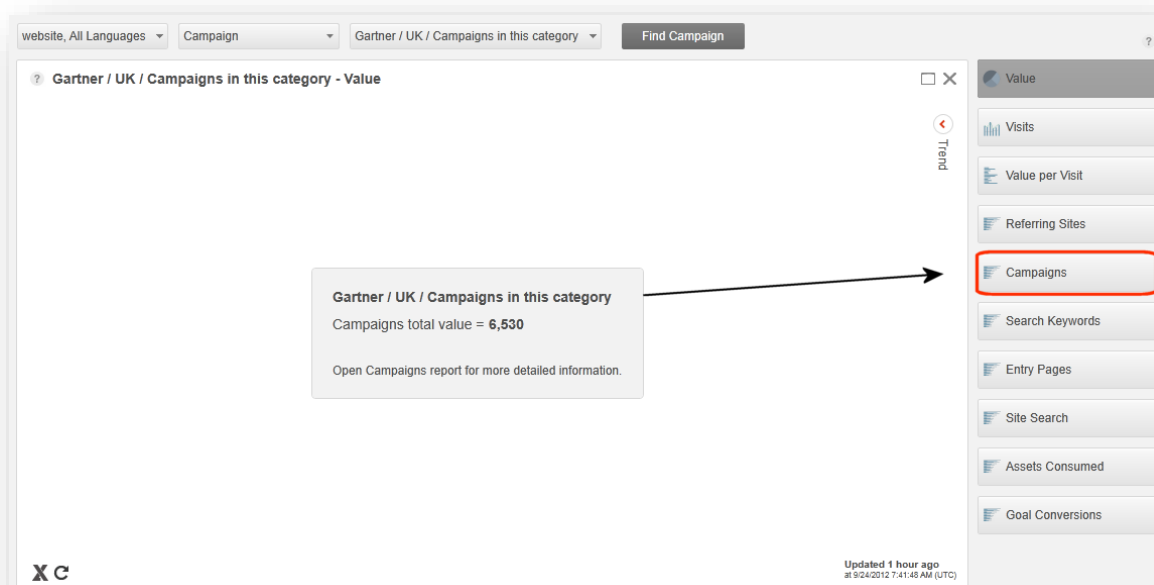 website, All Languages
Campaign
Gartner / UK / Campaigns in this category
Find Campaign
?
? Gartner / UK / Campaigns in this category - Value
Trend
Gartner / UK / Campaigns in this category
Campaigns total value = 6,530
Open Campaigns report for more detailed information.
Updated 1 hour ago
at 9/24/2012 7:41:48 AM (UTC)
Value
Visits
Value per Visit
Referring Sites
Campaigns
Search Keywords
Entry Pages
Site Search
Assets Consumed
Goal Conversions